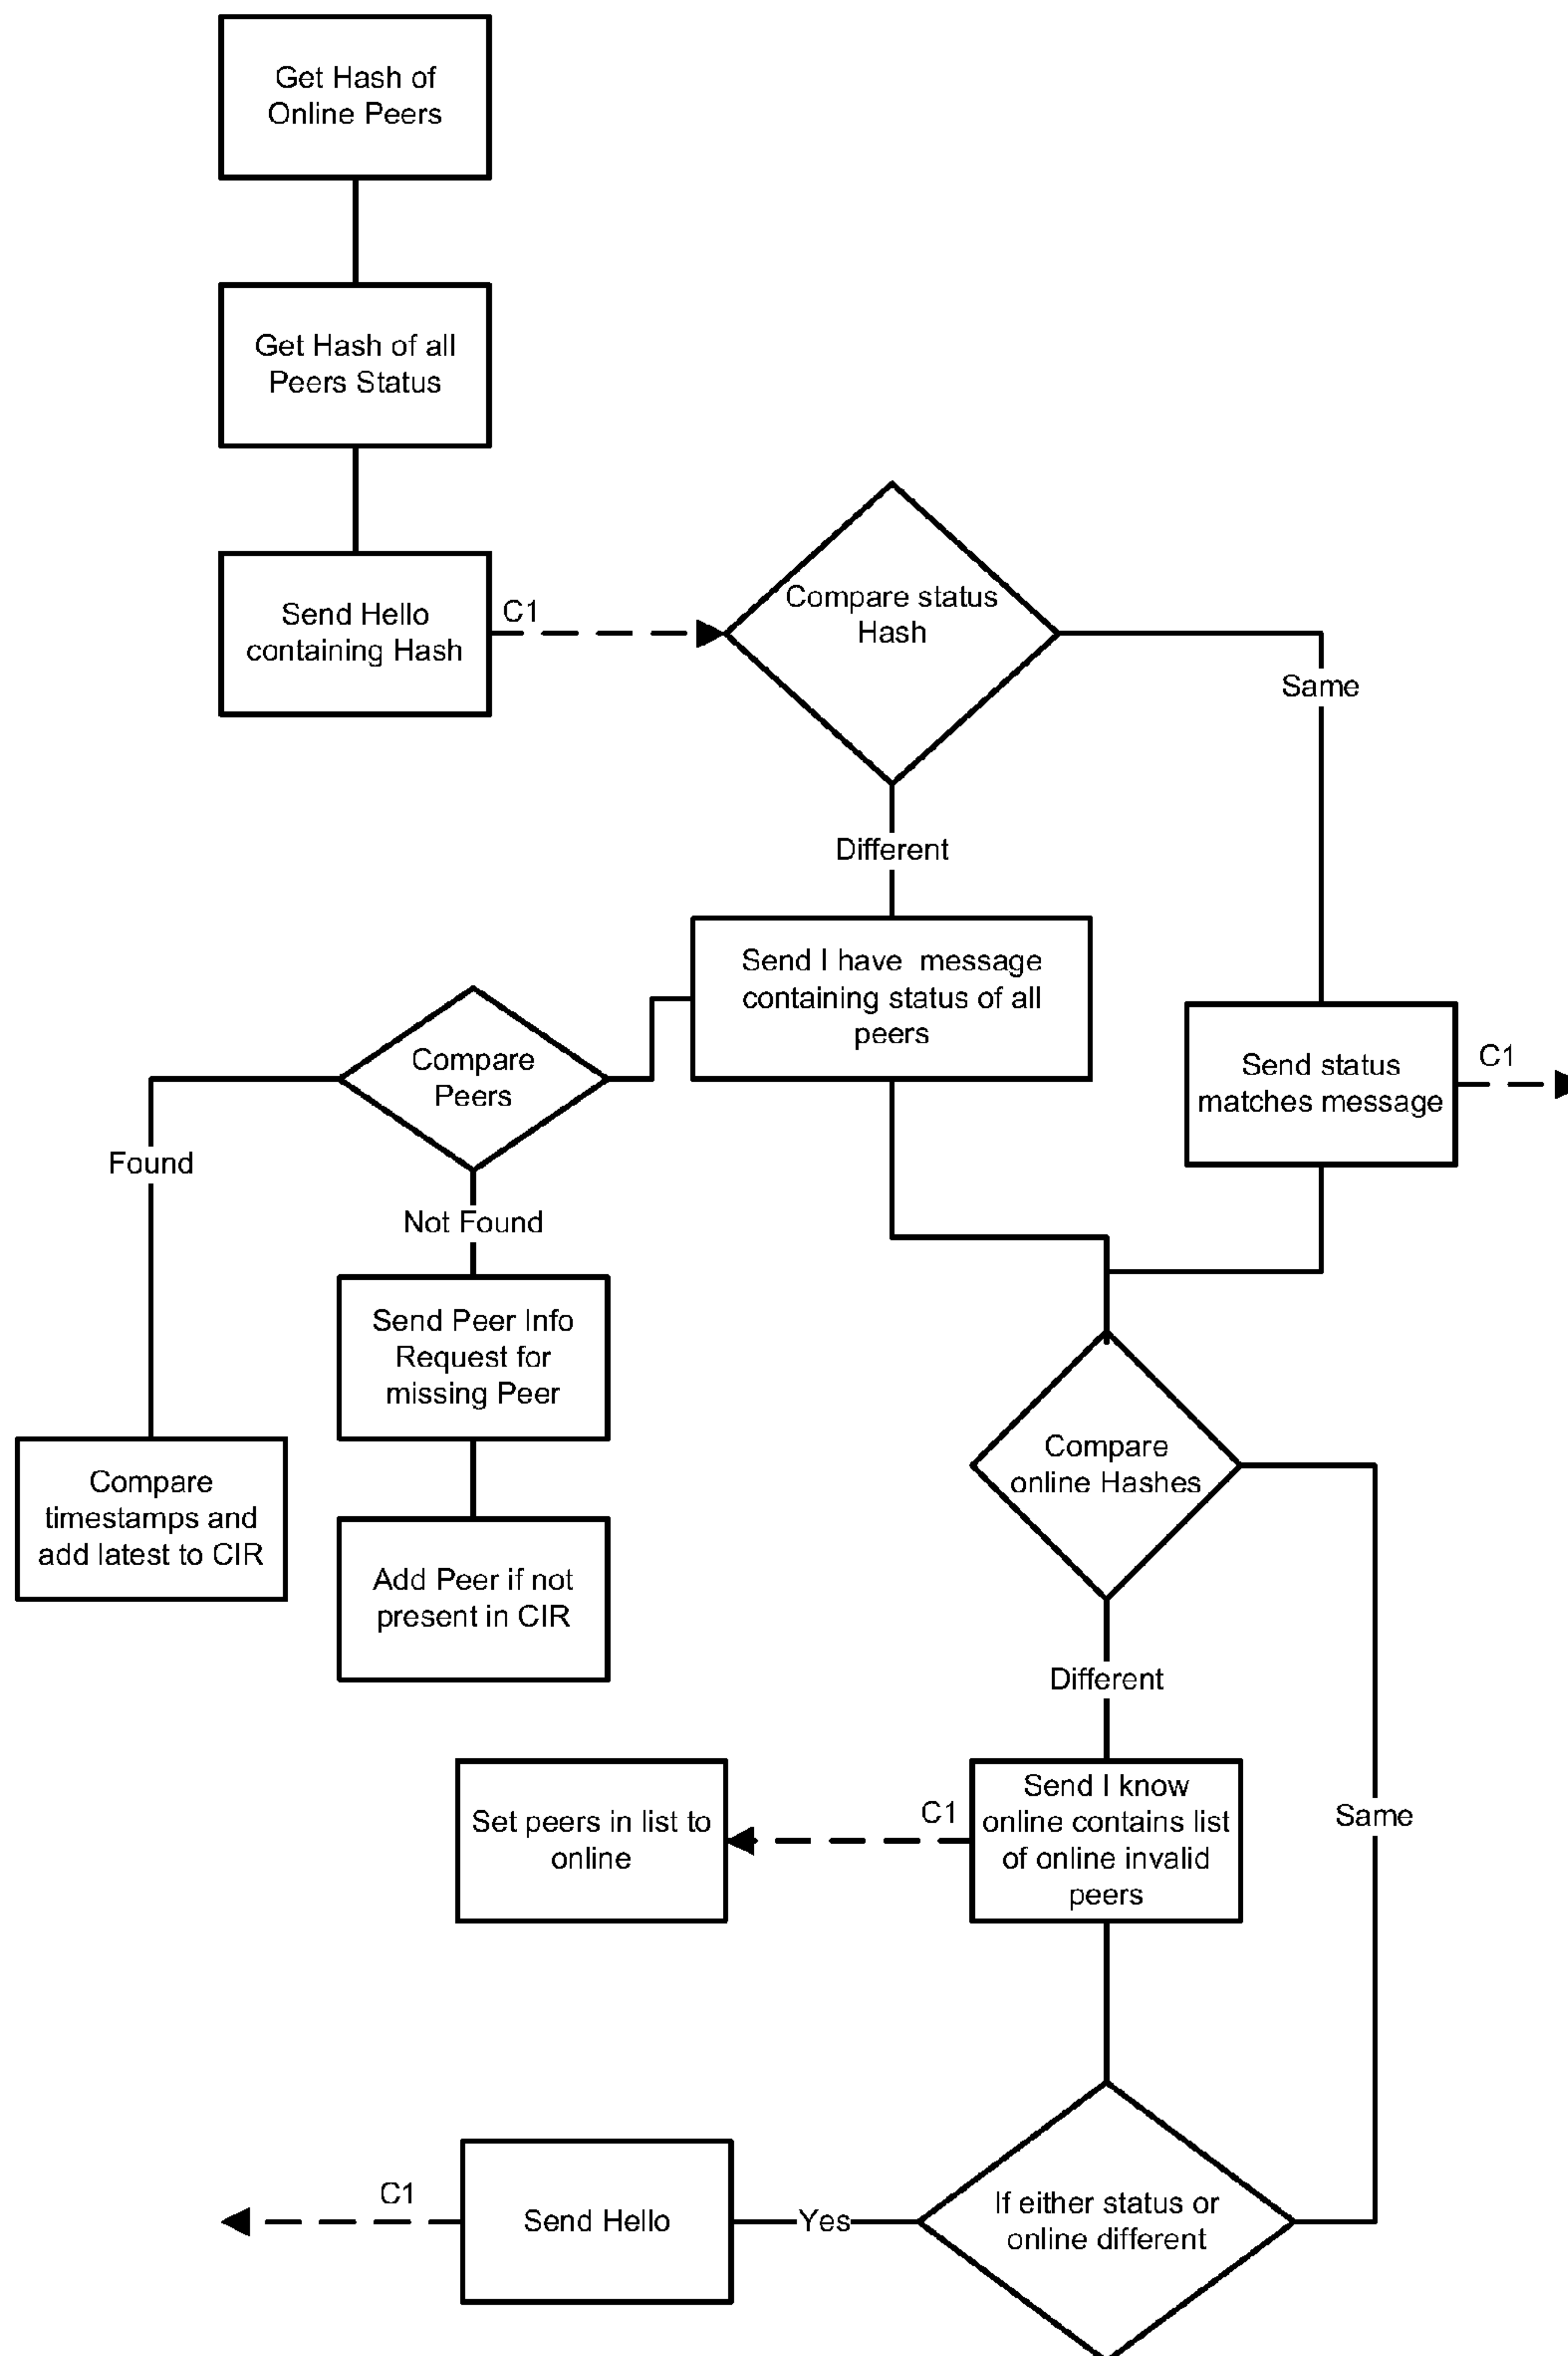 Get Hash of
Online Peers
Get Hash of all
Peers Status
Send Hello
containing Hash
C1
Compare status
Hash
Same
Different
Send I have  message
containing status of all
peers
Compare
Peers
Send status
matches message
C1
Found
Not Found
Send Peer Info
Request for
missing Peer
Compare
timestamps and
add latest to CIR
Compare
online Hashes
Add Peer if not
present in CIR
Different
Set peers in list to
online
C1
Send I know
online contains list
of online invalid
peers
Same
C1
Send Hello
Yes
If either status or
online different